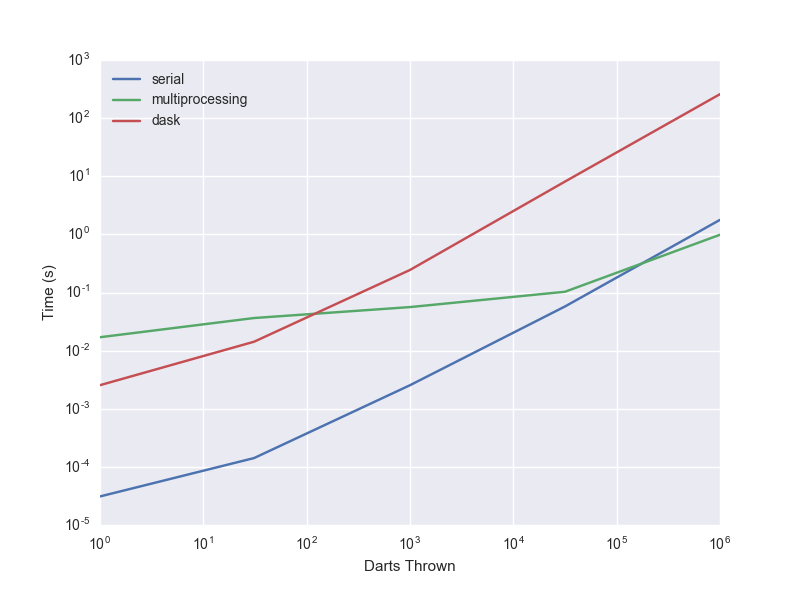 10³
serial
multiprocessing
dask
10²
10¹
10⁰
10⁻¹
10⁻²
10⁻³
10⁻⁴
10⁻⁵
Time (s)
10⁰ 10¹ 10² 10³ 10⁴ 10⁵ 10⁶
Darts Thrown